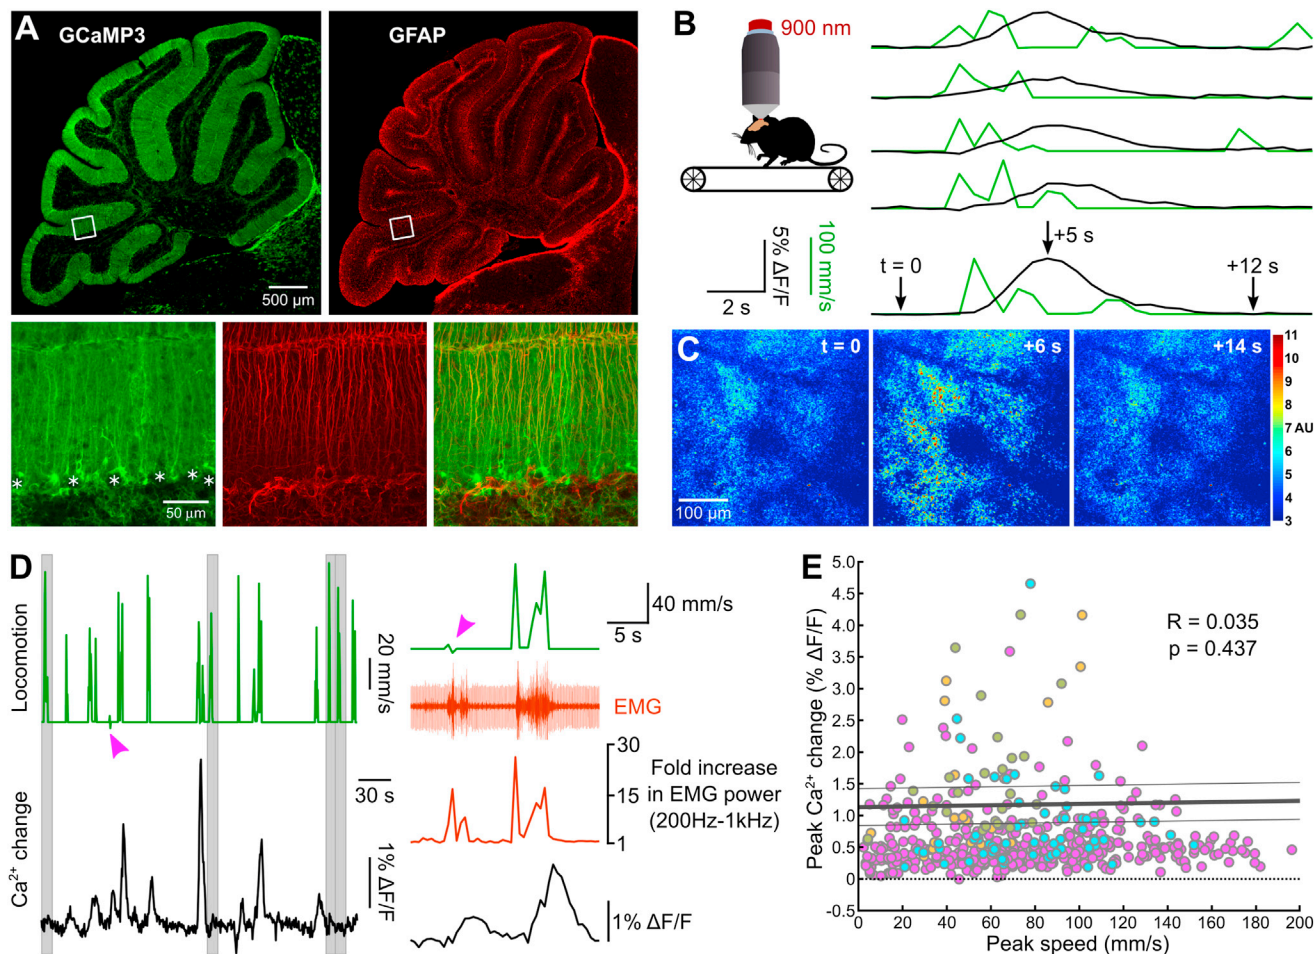 A
GCaMP3
GFAP
500 µm
* * * * * *
50 µm
B
900 nm
2 s
5% ΔF/F
100 mm/s
t = 0
+5 s
+12 s
C
t = 0
+6 s
+14 s
100 µm
11
10
9
8
7 AU
6
5
4
3
D
Locomotion
20 mm/s
Ca²⁺ change
30 s
1% ΔF/F
40 mm/s
5 s
EMG
30
15
1
Fold increase
in EMG power
(200Hz-1kHz)
1% ΔF/F
E
Peak Ca²⁺ change (% ΔF/F)
5.0
4.5
4.0
3.5
3.0
2.5
2.0
1.5
1.0
0.5
0
-0.5
R = 0.035
p = 0.437
0 20 40 60 80 100 120 140 160 180 200
Peak speed (mm/s)